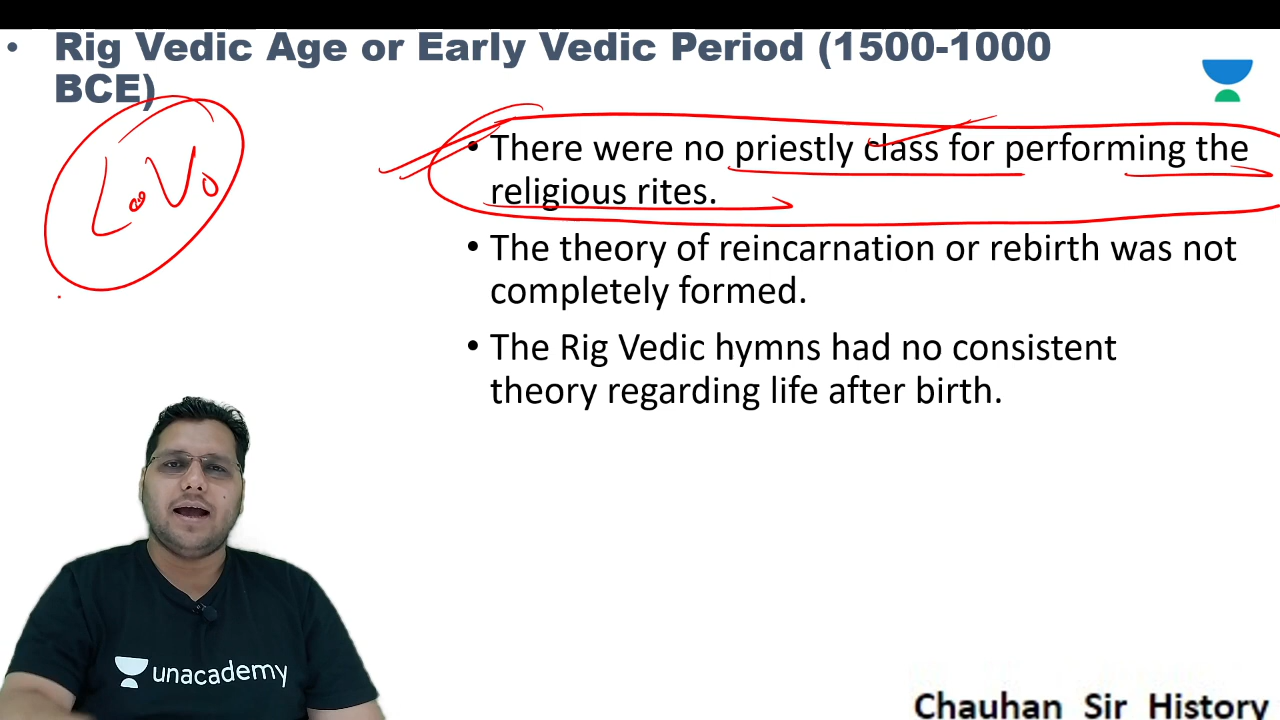 • Rig Vedic Age or Early Vedic Period (1500-1000
BCE)
L.V.
• There were no priestly class for performing the
religious rites.
• The theory of reincarnation or rebirth was not
completely formed.
• The Rig Vedic hymns had no consistent
theory regarding life after birth.
unacademy
Chauhan Sir History